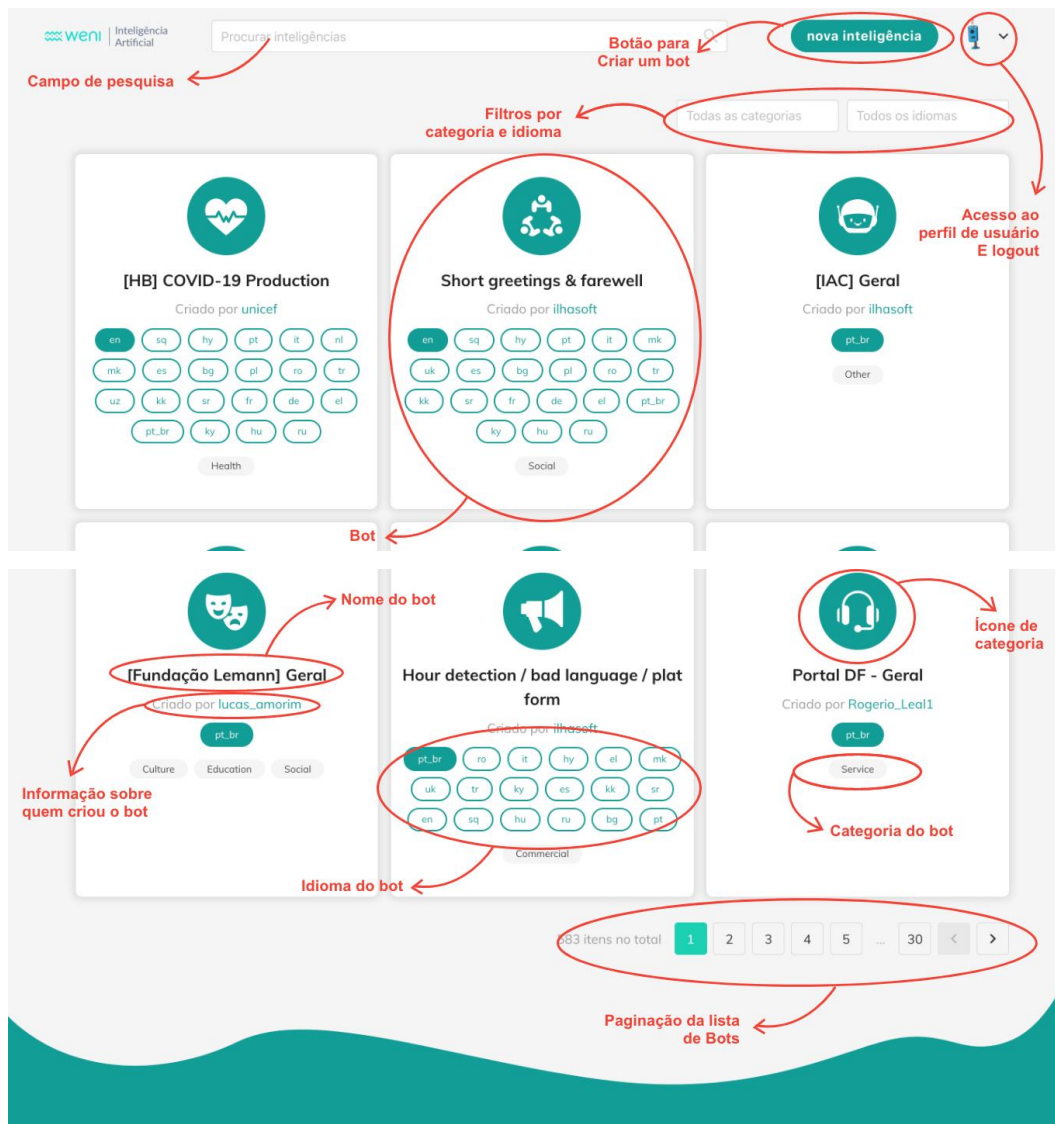 weni Inteligência
Artificial
Procurar inteligências
nova inteligência
Botão para
Criar um bot
Campo de pesquisa
Filtros por
categoria e idioma
Todas as categorias
Todos os idiomas
Acesso ao
perfil de usuário
E logout
[HB] COVID-19 Production
Criado por unicef
en sq hy pt it nl
mk es bg pl ro tr
uz kk sr fr de el
pt_br ky hu ru
Health
Short greetings & farewell
Criado por ilhasoft
en sq hy pt it mk
uk es bg pl ro tr
kk sr fr de el pt_br
ky hu ru
Social
[IAC] Geral
Criado por ilhasoft
pt_br
Other
Bot
Nome do bot
[Fundação Lemann] Geral
Criado por lucas_amorim
pt_br
Culture Education Social
Informação sobre
quem criou o bot
Hour detection / bad language / plat
form
Criado por ilhasoft
pt_br ro it hy el mk
uk tr ky es kk sr
en sq hu ru bg pt
Commercial
Idioma do bot
Ícone de
categoria
Portal DF - Geral
Criado por Rogerio_Leal1
pt_br
Service
Categoria do bot
583 itens no total 1 2 3 4 5 ... 30 < >
Paginação da lista
de Bots